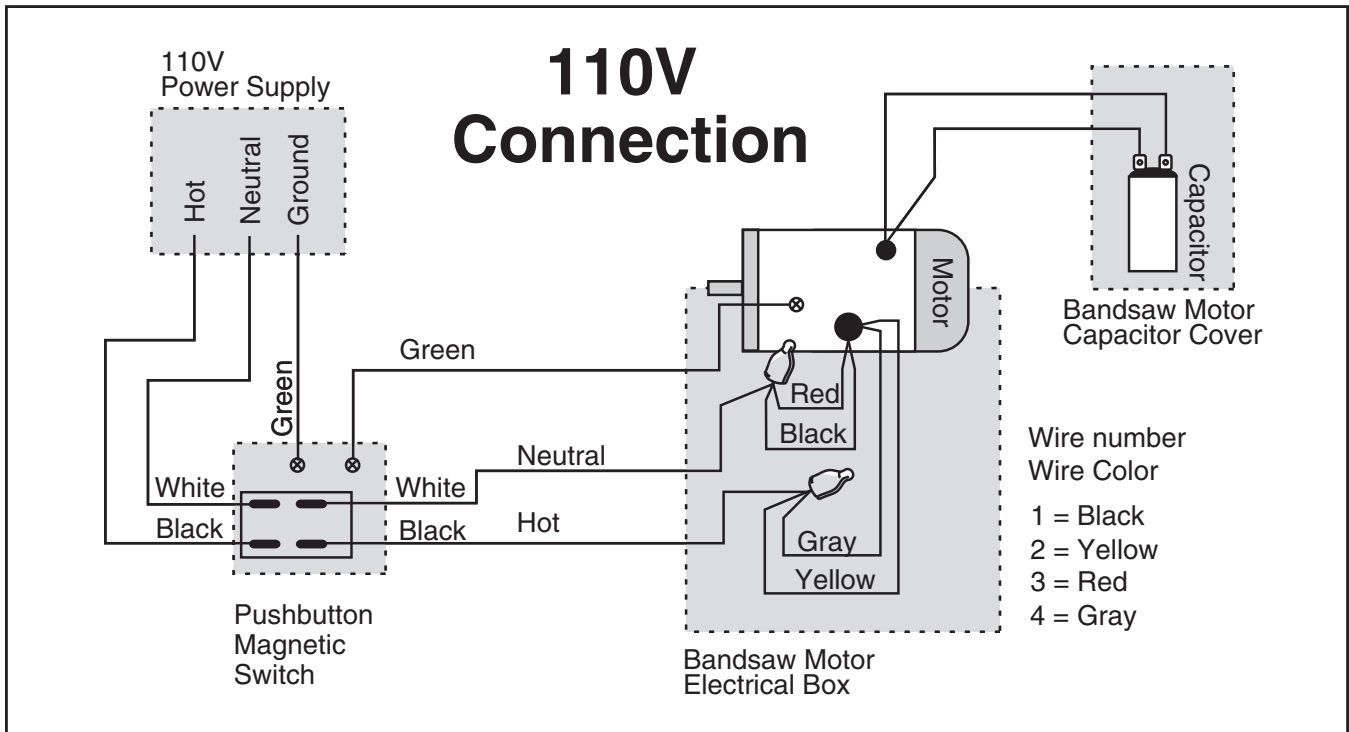 110V
Connection
110V
Power Supply
Hot
Neutral
Ground
Green
Green
White
Black
White
Black
Neutral
Hot
Pushbutton
Magnetic
Switch
Motor
Red
Black
Gray
Yellow
Bandsaw Motor
Electrical Box
Capacitor
Bandsaw Motor
Capacitor Cover
Wire number
Wire Color
1 = Black
2 = Yellow
3 = Red
4 = Gray